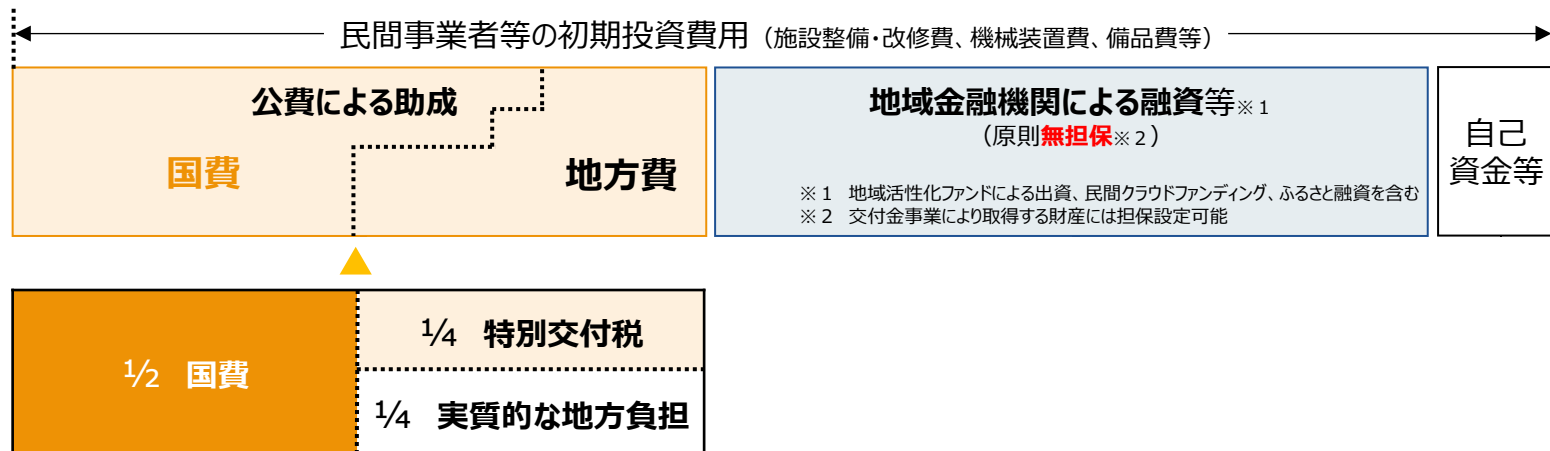 民間事業者等の初期投資費用（施設整備・改修費、機械装置費、備品費等）
公費による助成
国費
地方費
地域金融機関による融資等※１
（原則無担保※２）
※１　地域活性化ファンドによる出資、民間クラウドファンディング、ふるさと融資を含む
※２　交付金事業により取得する財産には担保設定可能
自己
資金等
½ 国費
¼ 特別交付税
¼ 実質的な地方負担